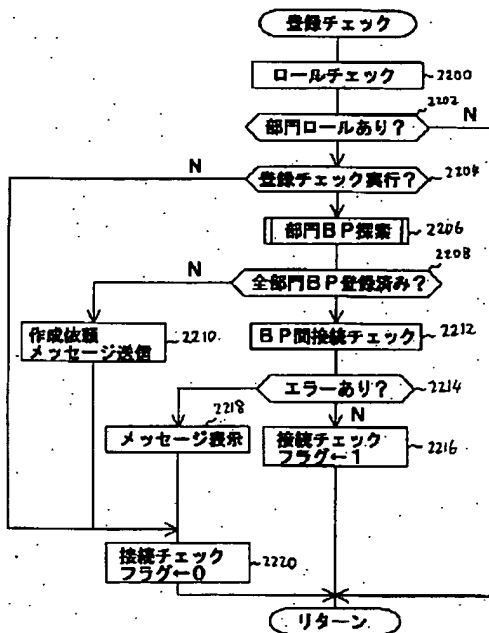 登録チェック
ロールチェック
2200
2202
部門ロールあり？
N
N
登録チェック実行？
2204
部門BP探索
2206
2208
N
全部門BP登録済み？
作成依頼
メッセージ送信
2210
BP間接続チェック
2212
エラーあり？
2214
2218
メッセージ表示
N
接続チェック
フラグ←1
2216
接続チェック
フラグ←0
2220
リターン